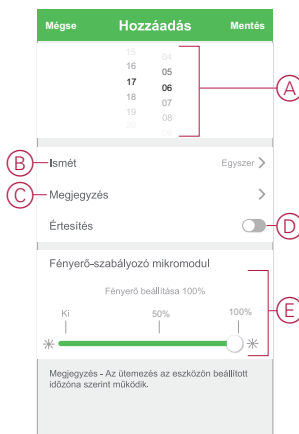 Mégse Hozzáadás Mentés
15 04
16 05
17 06
18 07
19 08
20
A
B Ismét Egyszer
C Megjegyzés
Értesítés D
Fényerő-szabályozó mikromodul
Fényerő beállítása 100%
E
Ki 50% 100%
Megjegyzés - Az ütemezés az eszközön beállított
időzóna szerint működik.